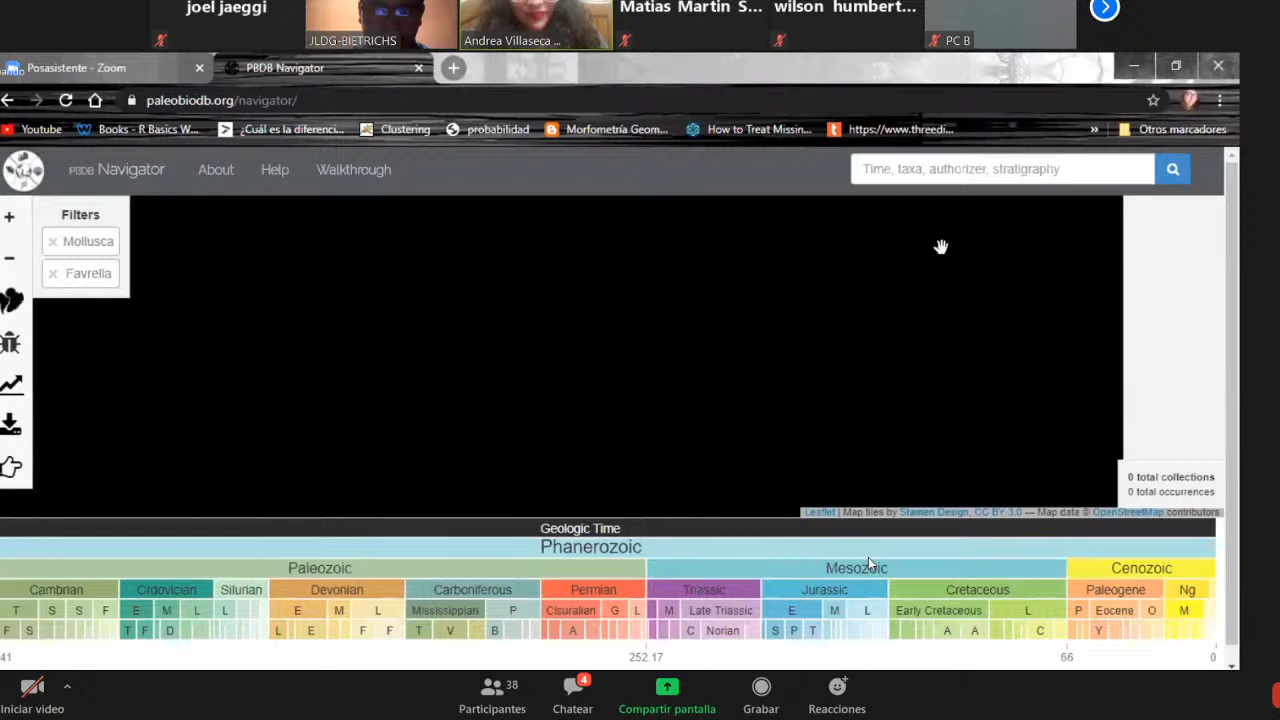 joel jaeggi
JLDG-BIETRICHS
Andrea Villaseca ...
Matias Martin S...
wilson humbert...
PC B
Posasistente - Zoom
PBDB Navigator
paleobiodb.org/navigator/
Youtube
Books - R Basics W...
¿Cuál es la diferenci...
Clustering
probabilidad
Morfometría Geom...
How to Treat Missin...
https://www.threedi...
»
Otros marcadores
PBDB Navigator
About
Help
Walkthrough
Time, taxa, authorizer, stratigraphy
+
Filters
× Mollusca
−
× Favrella
0 total collections
0 total occurrences
Leaflet | Map tiles by Stamen Design, CC BY 3.0 — Map data © OpenStreetMap contributors
Geologic Time
Phanerozoic
Paleozoic Mesozoic Cenozoic
Cambrian Ordovician Silurian Devonian Carboniferous Permian Triassic Jurassic Cretaceous Paleogene Ng
T S S F E M L L E M L Mississippian P Cisuralian G L M Late Triassic E M L Early Cretaceous L P Eocene O M
F S T F D L E F F T V B A C Norian S P T A A C Y
41 252.17 66 0
Iniciar video
38
Participantes
4
Chatear
Compartir pantalla
Grabar
Reacciones